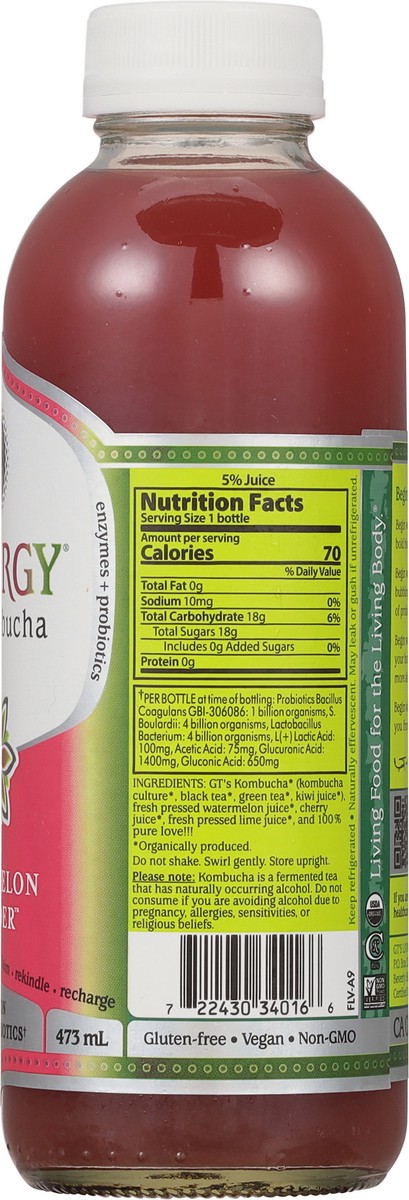 RGY®
bucha
enzymes + probiotics
ELON
ER™
rekindle • recharge
473 mL
5% Juice
Nutrition Facts
Serving Size 1 bottle
Amount per serving
Calories 70
% Daily Value
Total Fat 0g
Sodium 10mg 0%
Total Carbohydrate 18g 6%
Total Sugars 18g
Includes 0g Added Sugars 0%
Protein 0g
†PER BOTTLE at time of bottling: Probiotics Bacillus
Coagulans GBI-306086: 1 billion organisms, S.
Boulardii: 4 billion organisms, Lactobacillus
Bacterium: 4 billion organisms, L(+) Lactic Acid:
100mg, Acetic Acid: 75mg, Glucuronic Acid:
1400mg, Gluconic Acid: 650mg
INGREDIENTS: GT's Kombucha* (kombucha
culture*, black tea*, green tea*, kiwi juice*),
fresh pressed watermelon juice*, cherry
juice*, fresh pressed lime juice*, and 100%
pure love!!!
*Organically produced.
Do not shake. Swirl gently. Store upright.
Please note: Kombucha is a fermented tea
that has naturally occurring alcohol. Do not
consume if you are avoiding alcohol due to
pregnancy, allergies, sensitivities, or
religious beliefs.
7 22430 34016 6
FLV-A9
Gluten-free • Vegan • Non-GMO
Keep refrigerated • Naturally effervescent. May leak or gush if unrefrigerated.
Living Food for the Living Body.®
USDA
ORGANIC
CA C